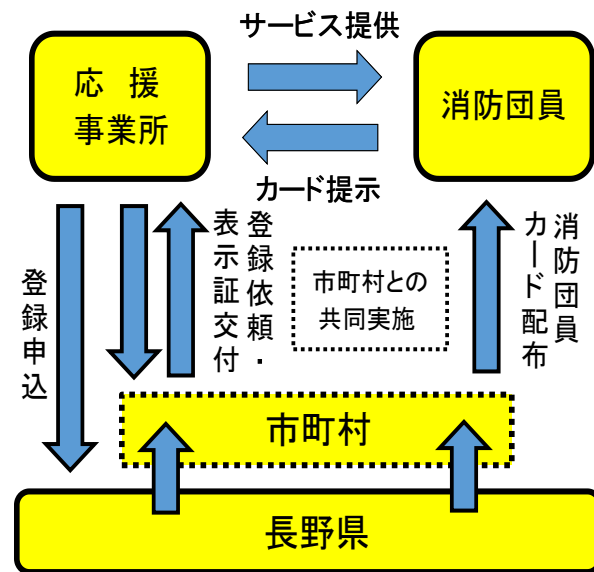 サービス提供
応　援
事業所
消防団員
カード提示
登録申込
登録依頼・
表示証交付
市町村との
共同実施
消防団員
カード配布
市町村
長野県